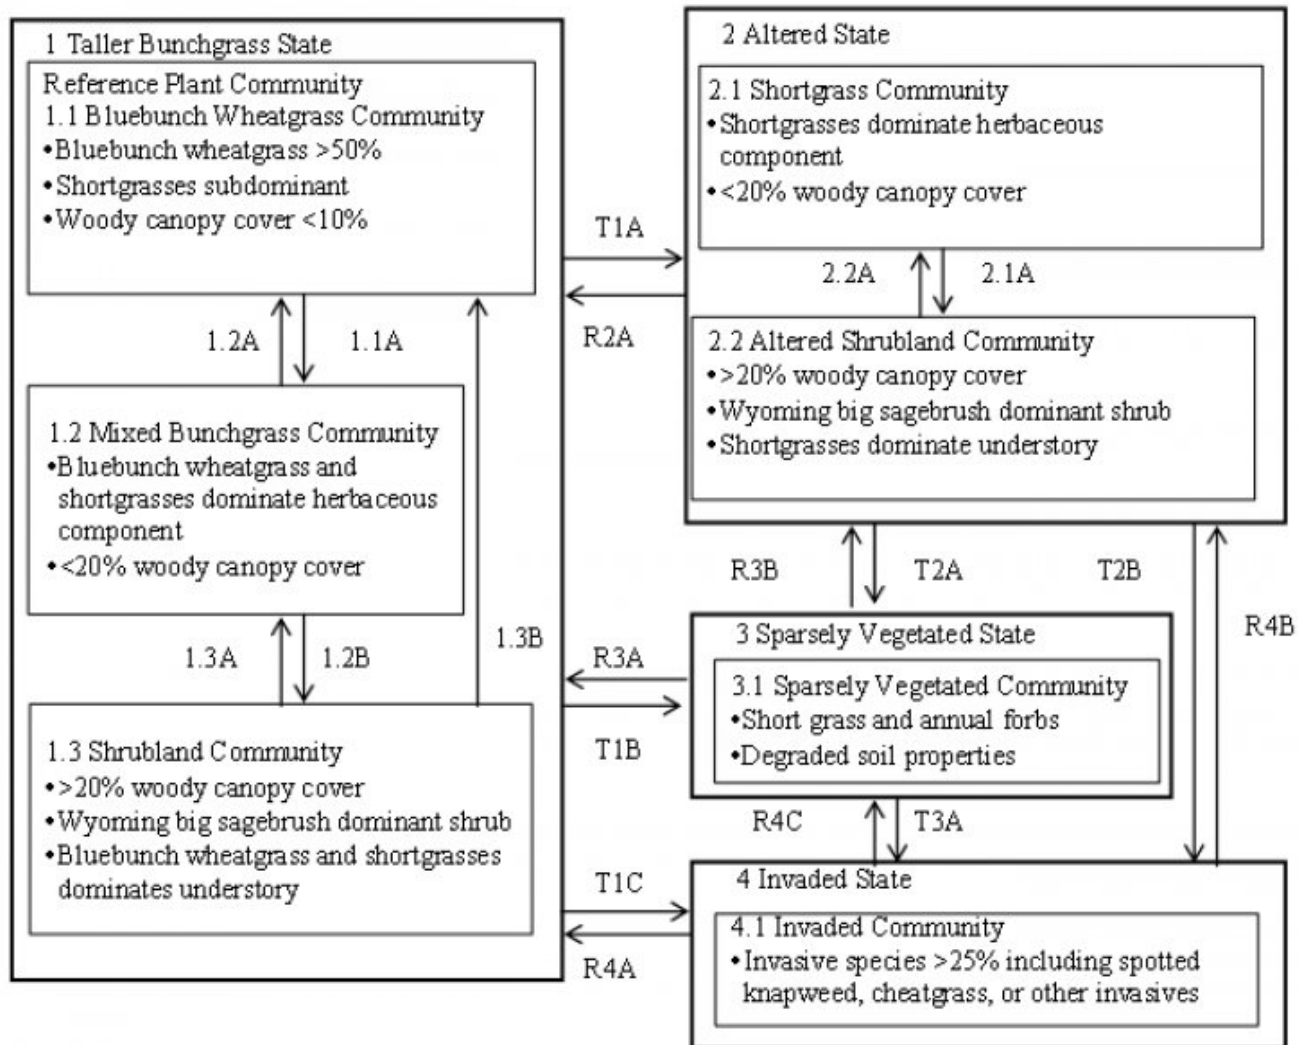 1 Taller Bunchgrass State
Reference Plant Community
1.1 Bluebunch Wheatgrass Community
•Bluebunch wheatgrass >50%
•Shortgrasses subdominant
•Woody canopy cover <10%
1.2A
1.1A
1.2 Mixed Bunchgrass Community
•Bluebunch wheatgrass and
shortgrasses dominate herbaceous
component
•<20% woody canopy cover
1.3A
1.2B
1.3B
1.3 Shrubland Community
•>20% woody canopy cover
•Wyoming big sagebrush dominant shrub
•Bluebunch wheatgrass and shortgrasses
dominates understory
T1A
R2A
R3A
T1B
T1C
R4A
2 Altered State
2.1 Shortgrass Community
•Shortgrasses dominate herbaceous
component
•<20% woody canopy cover
2.2A
2.1A
2.2 Altered Shrubland Community
•>20% woody canopy cover
•Wyoming big sagebrush dominant shrub
•Shortgrasses dominate understory
R3B
T2A
T2B
R4B
3 Sparsely Vegetated State
3.1 Sparsely Vegetated Community
•Short grass and annual forbs
•Degraded soil properties
R4C
T3A
4 Invaded State
4.1 Invaded Community
•Invasive species >25% including spotted
knapweed, cheatgrass, or other invasives